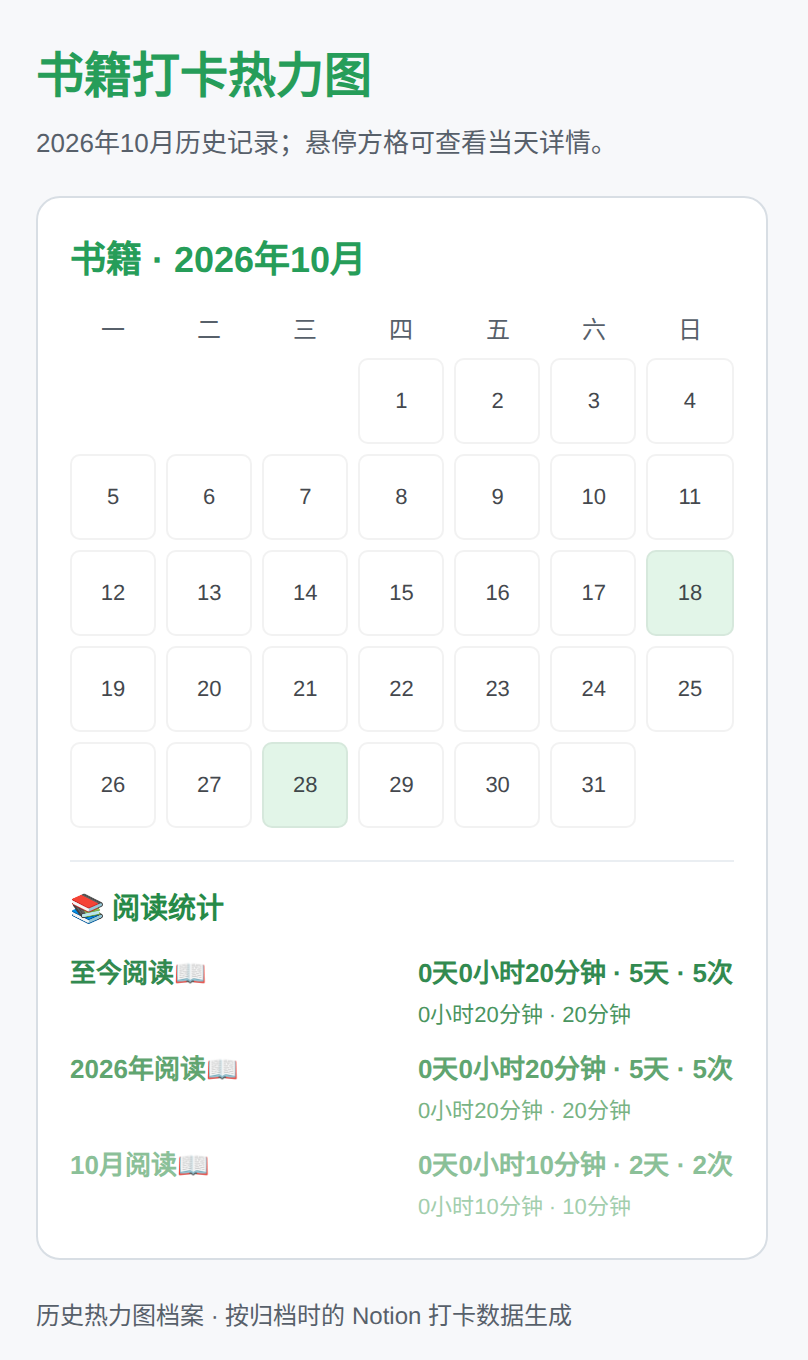 书籍打卡热力图
2026年10月历史记录；悬停方格可查看当天详情。
书籍 · 2026年10月
一 二 三 四 五 六 日
1 2 3 4
5 6 7 8 9 10 11
12 13 14 15 16 17 18
19 20 21 22 23 24 25
26 27 28 29 30 31
📚 阅读统计
至今阅读📖 0天0小时20分钟 · 5天 · 5次
0小时20分钟 · 20分钟
2026年阅读📖 0天0小时20分钟 · 5天 · 5次
0小时20分钟 · 20分钟
10月阅读📖 0天0小时10分钟 · 2天 · 2次
0小时10分钟 · 10分钟
历史热力图档案 · 按归档时的 Notion 打卡数据生成